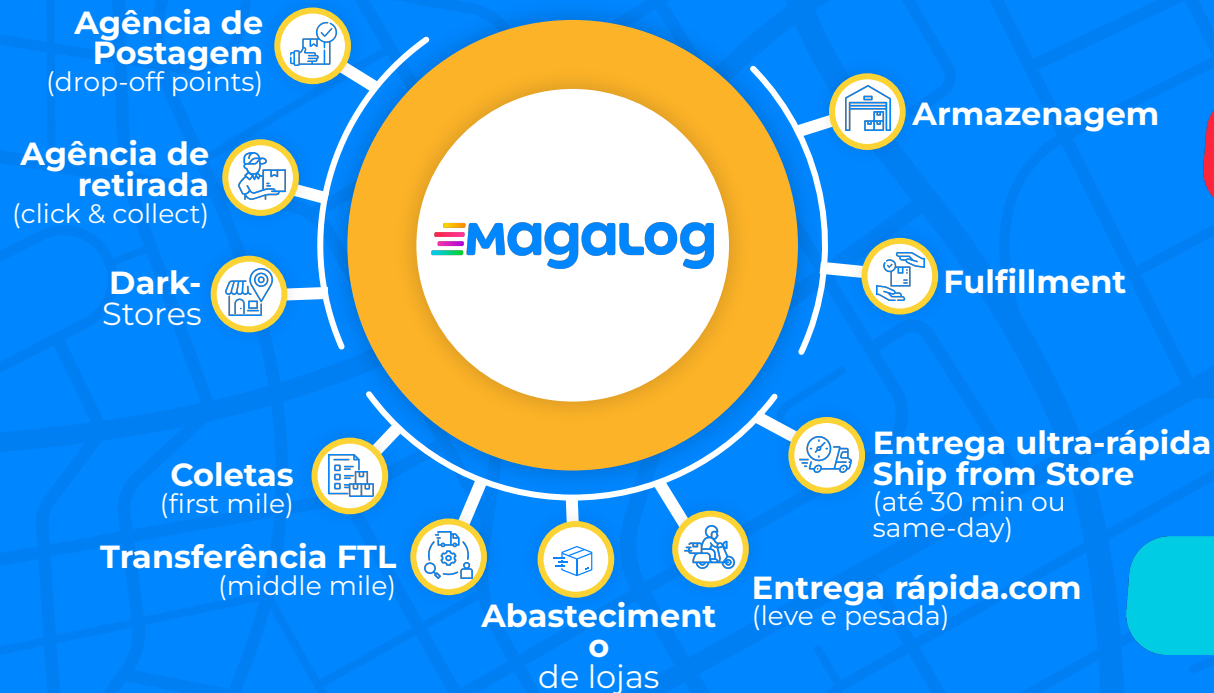 Agência de
Postagem
(drop-off points)
Agência de
retirada
(click & collect)
Dark-
Stores
Coletas
(first mile)
Transferência FTL
(middle mile)
Abasteciment
o
de lojas
Entrega rápida.com
(leve e pesada)
Entrega ultra-rápida
Ship from Store
(até 30 min ou
same-day)
Fulfillment
Armazenagem
magalog